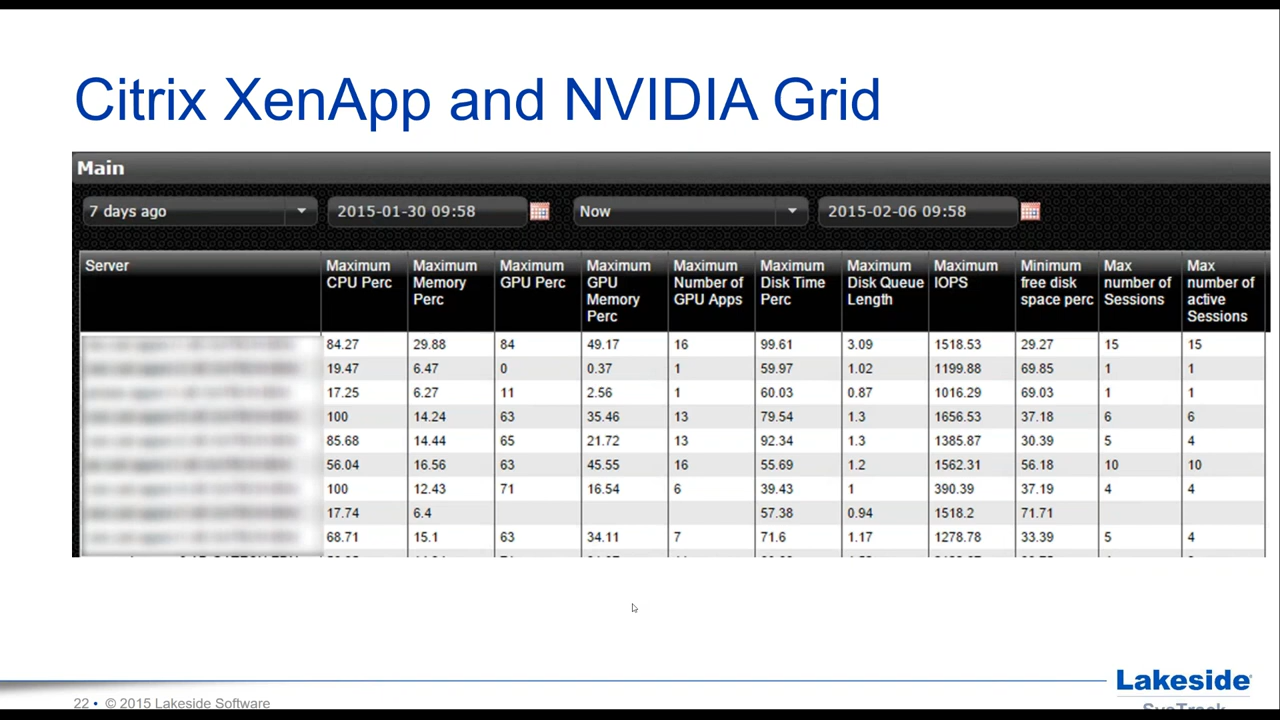 Citrix XenApp and NVIDIA Grid
Main
7 days ago 2015-01-30 09:58 Now 2015-02-06 09:58
Server Maximum CPU Perc Maximum Memory Perc Maximum GPU Perc Maximum GPU Memory Perc Maximum Number of GPU Apps Maximum Disk Time Perc Maximum Disk Queue Length Maximum IOPS Minimum free disk space perc Max number of Sessions Max number of active Sessions
84.27 29.88 84 49.17 16 99.61 3.09 1518.53 29.27 15 15
19.47 6.47 0 0.37 1 59.97 1.02 1199.88 69.85 1 1
17.25 6.27 11 2.56 1 60.03 0.87 1016.29 69.03 1 1
100 14.24 63 35.46 13 79.54 1.3 1656.53 37.18 6 6
85.68 14.44 65 21.72 13 92.34 1.3 1385.87 30.39 5 4
56.04 16.56 63 45.55 16 55.69 1.2 1562.31 56.18 10 10
100 12.43 71 16.54 6 39.43 1 390.39 37.19 4 4
17.74 6.4 57.38 0.94 1518.2 71.71
68.71 15.1 63 34.11 7 71.6 1.17 1278.78 33.39 5 4
22 • © 2015 Lakeside Software
Lakeside
SysTrack